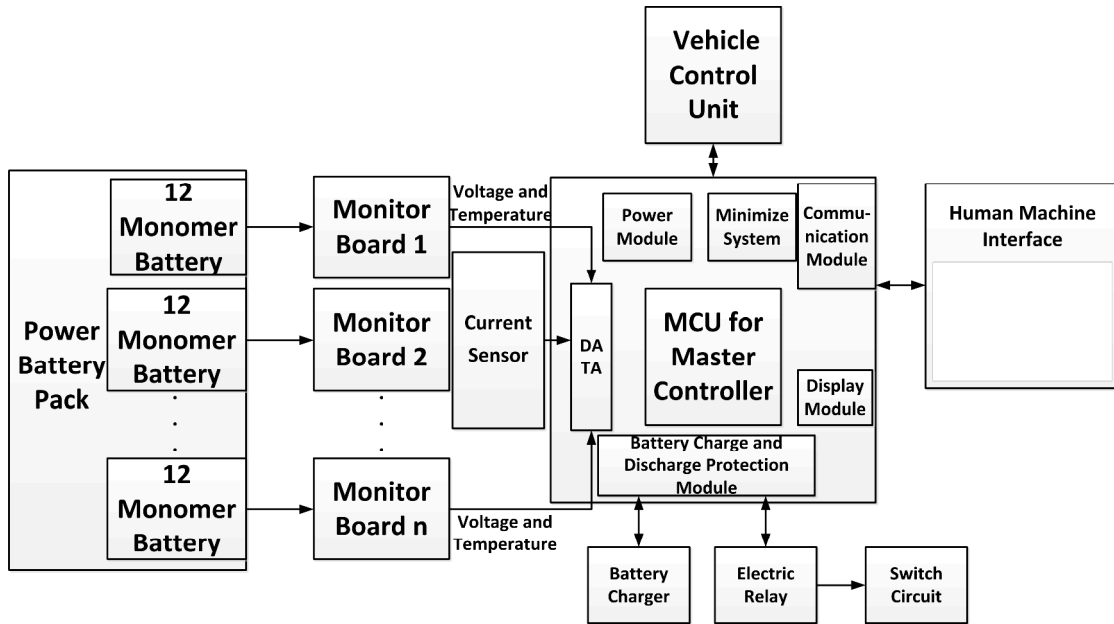 Vehicle
Control
Unit
Power
Battery
Pack
12
Monomer
Battery
12
Monomer
Battery
12
Monomer
Battery
Monitor
Board 1
Monitor
Board 2
Monitor
Board n
Voltage and
Temperature
Current
Sensor
Voltage and
Temperature
DA
TA
Power
Module
Minimize
System
Commu-
nication
Module
MCU for
Master
Controller
Display
Module
Battery Charge and
Discharge Protection
Module
Human Machine
Interface
Battery
Charger
Electric
Relay
Switch
Circuit